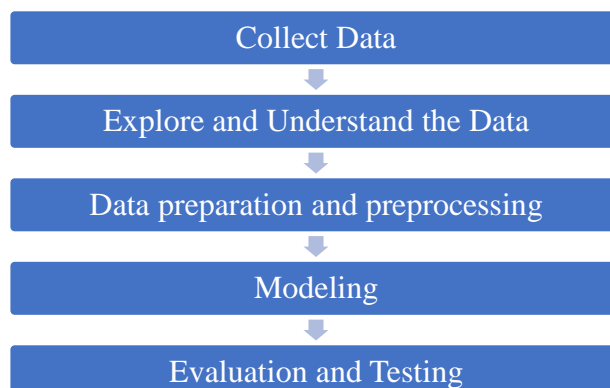 Collect Data
Explore and Understand the Data
Data preparation and preprocessing
Modeling
Evaluation and Testing